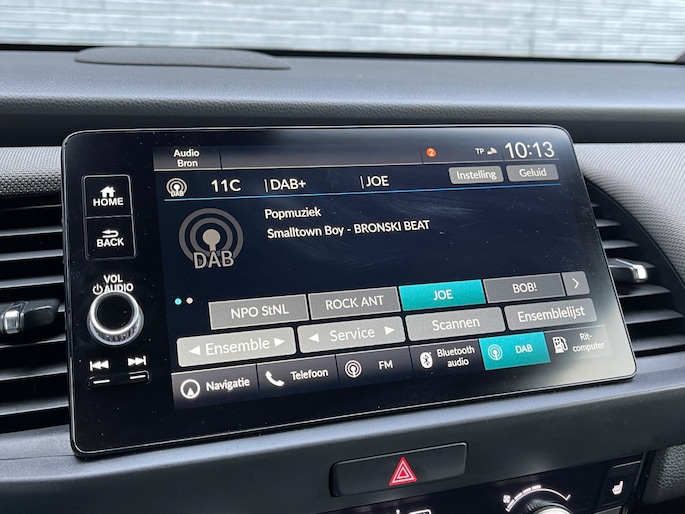 Audio
Bron
2
TP
10:13
DAB
11C
DAB+
JOE
Instelling
Geluid
HOME
Popmuziek
Smalltown Boy - BRONSKI BEAT
DAB
BACK
VOL
AUDIO
NPO StNL
ROCK ANT
JOE
BOB!
Ensemble
Service
Scannen
Ensemblelijst
Navigatie
Telefoon
FM
Bluetooth
audio
DAB
Rit-
computer